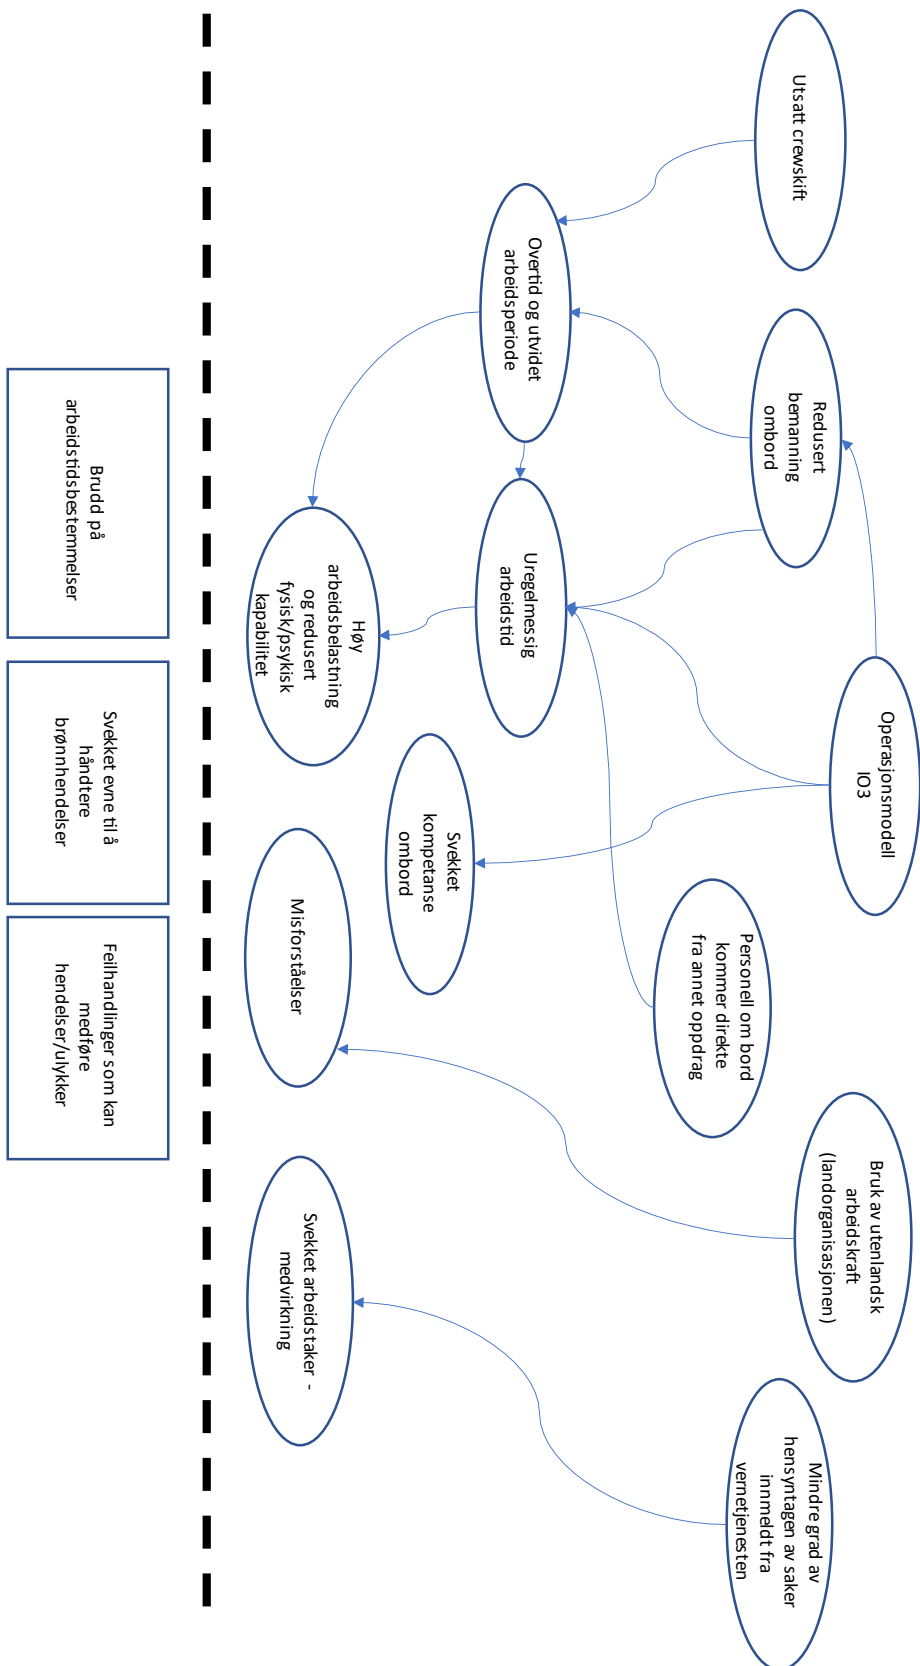 Utsatt crewskift
Redusert
bemanning
ombord
Operasjonsmodell
IO3
Personell om bord
kommer direkte
fra annet oppdrag
Bruk av utenlandsk
arbeidskraft
(landorganisasjonen)
Mindre grad av
hensyntagen av saker
innmeldt fra
vernetjenesten
Overtid og utvidet
arbeidsperiode
Uregelmessig
arbeidstid
Svekket
kompetanse
ombord
Høy
arbeidsbelastning
og redusert
fysisk/psykisk
kapabilitet
Misforståelser
Svekket arbeidstaker -
medvirkning
Brudd på
arbeidstidsbestemmelser
Svekket evne til å
håndtere
brønnhendelser
Feilhandlinger som kan
medføre
hendelser/ulykker